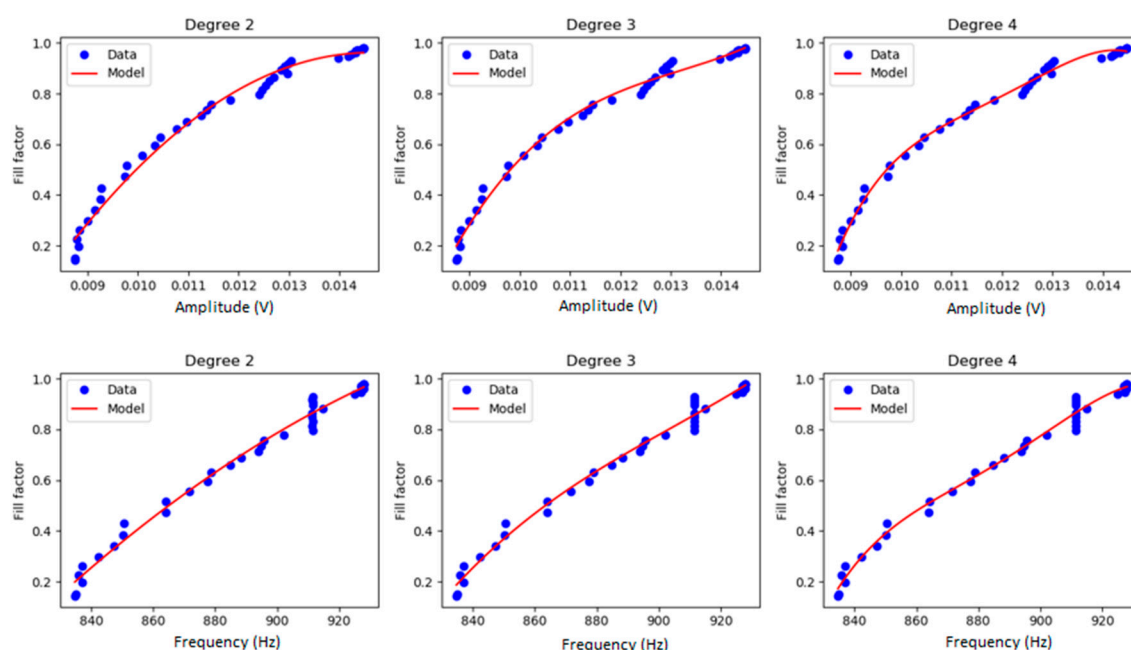 Degree 2 Degree 3 Degree 4
1.0 1.0 1.0
Data Data Data
Model Model Model
0.8 0.8 0.8
0.6 0.6 0.6
Fill factor Fill factor Fill factor
0.4 0.4 0.4
0.2 0.2 0.2
0.009 0.010 0.011 0.012 0.013 0.014 0.009 0.010 0.011 0.012 0.013 0.014 0.009 0.010 0.011 0.012 0.013 0.014
Amplitude (V) Amplitude (V) Amplitude (V)
Degree 2 Degree 3 Degree 4
1.0 1.0 1.0
Data Data Data
Model Model Model
0.8 0.8 0.8
0.6 0.6 0.6
Fill factor Fill factor Fill factor
0.4 0.4 0.4
0.2 0.2 0.2
840 860 880 900 920 840 860 880 900 920 840 860 880 900 920
Frequency (Hz) Frequency (Hz) Frequency (Hz)